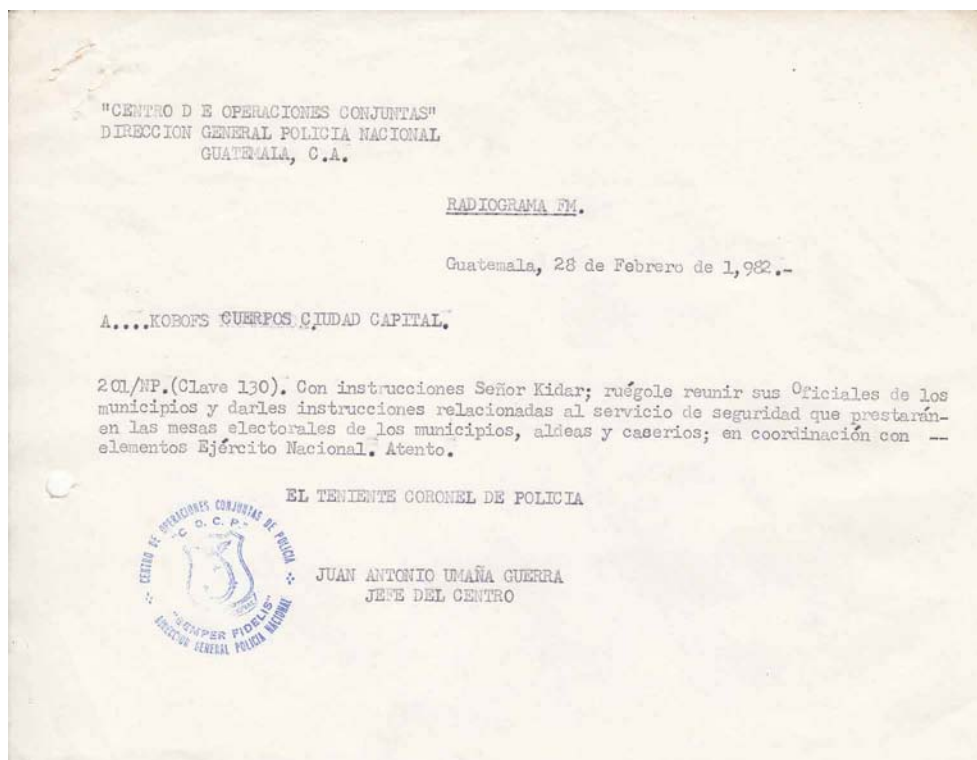 "CENTRO D E OPERACIONES CONJUNTAS"
DIRECCION GENERAL POLICIA NACIONAL
GUATEMALA, C.A.
RADIOGRAMA FM.
Guatemala, 28 de Febrero de 1,982.-
A....KOBOFS CUERPOS CIUDAD CAPITAL.
201/NP.(Clave 130). Con instrucciones Señor Kidar; ruégole reunir sus Oficiales de los
municipios y darles instrucciones relacionadas al servicio de seguridad que prestarán-
en las mesas electorales de los municipios, aldeas y caserios; en coordinación con --
elementos Ejército Nacional. Atento.
EL TENIENTE CORONEL DE POLICIA
JUAN ANTONIO UMAÑA GUERRA
JEFE DEL CENTRO
CENTRO DE OPERACIONES CONJUNTAS DE POLICIA
"C. O. C. P."
"SEMPER FIDELIS"
DIRECCION GENERAL POLICIA NACIONAL